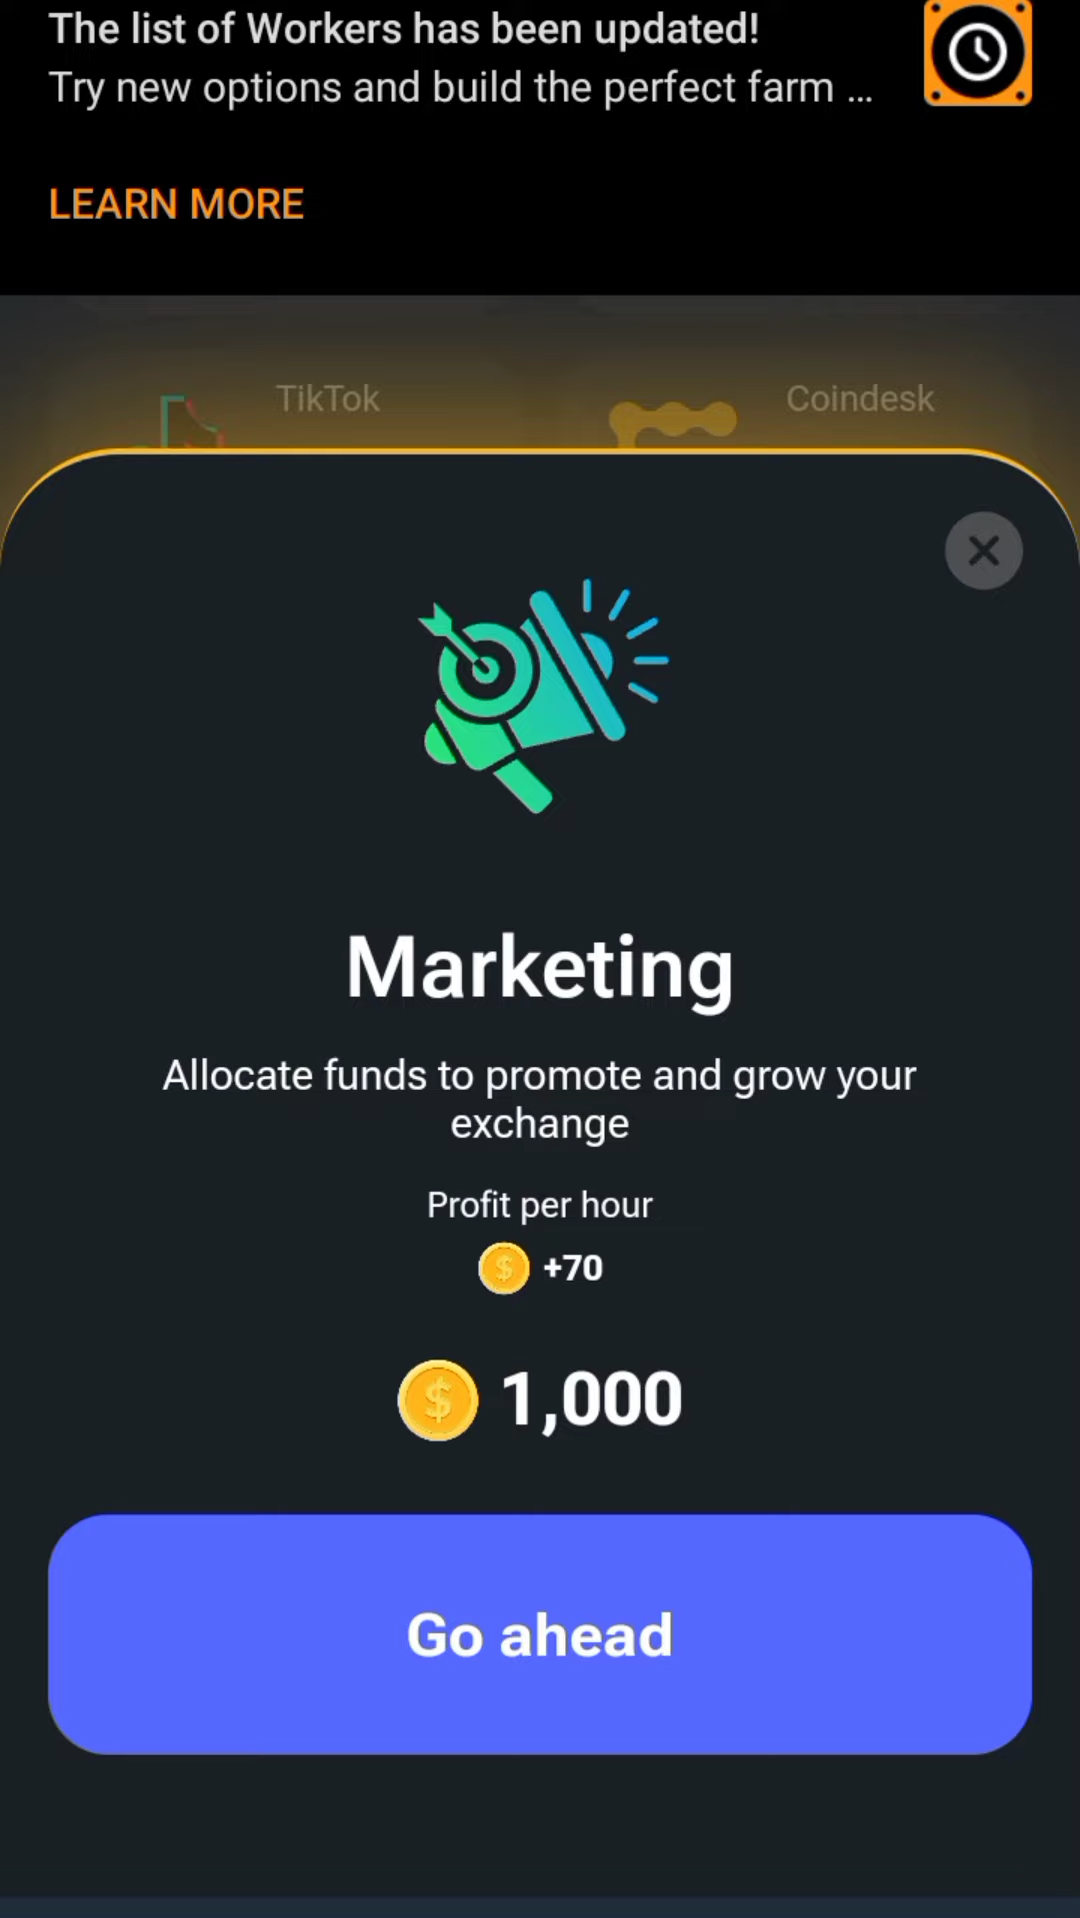 The list of Workers has been updated!
Try new options and build the perfect farm ...
LEARN MORE
TikTok
Coindesk
Marketing
Allocate funds to promote and grow your
exchange
Profit per hour
+70
1,000
Go ahead